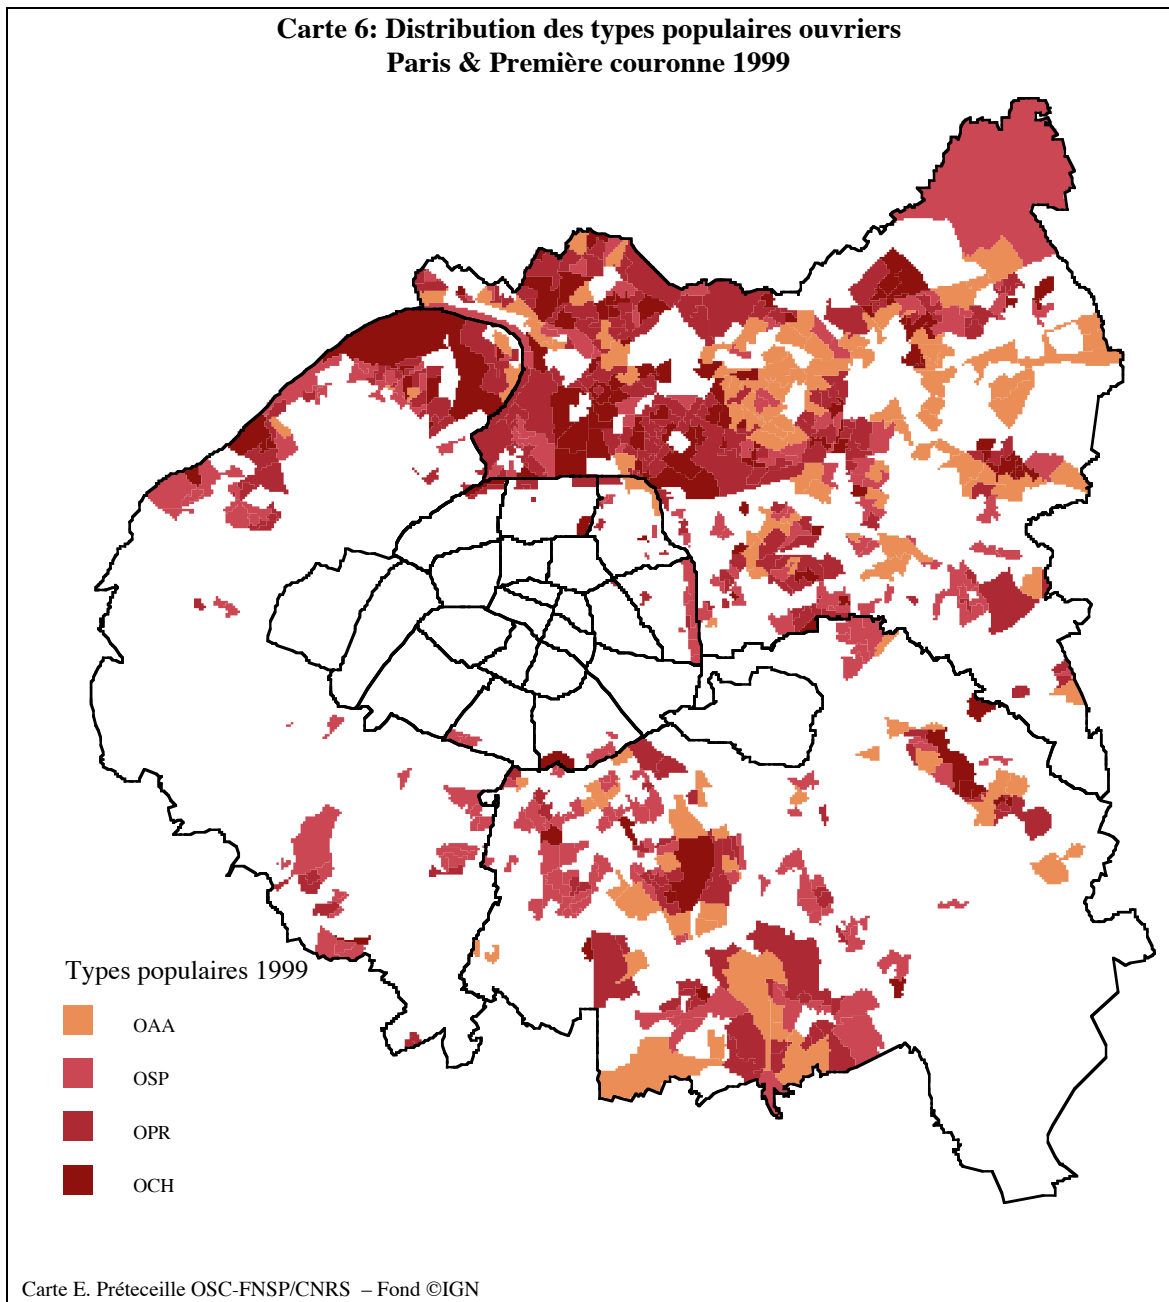 Carte 6: Distribution des types populaires ouvriers
Paris & Première couronne 1999
Types populaires 1999
OAA
OSP
OPR
OCH
Carte E. Préteceille OSC-FNSP/CNRS – Fond ©IGN